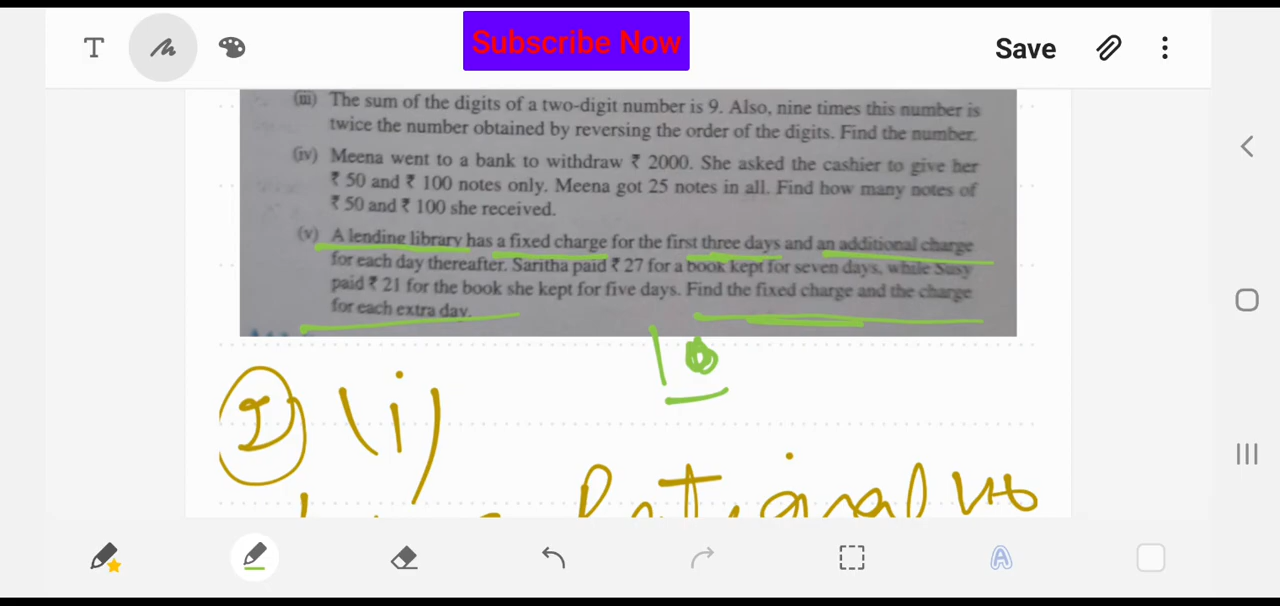 T
Subscribe Now
Save
(iii) The sum of the digits of a two-digit number is 9. Also, nine times this number is
twice the number obtained by reversing the order of the digits. Find the number.
(iv) Meena went to a bank to withdraw ₹ 2000. She asked the cashier to give her
₹ 50 and ₹ 100 notes only. Meena got 25 notes in all. Find how many notes of
₹ 50 and ₹ 100 she received.
(v) A lending library has a fixed charge for the first three days and an additional charge
for each day thereafter. Saritha paid ₹ 27 for a book kept for seven days, while Susy
paid ₹ 21 for the book she kept for five days. Find the fixed charge and the charge
for each extra day.
(i)
A